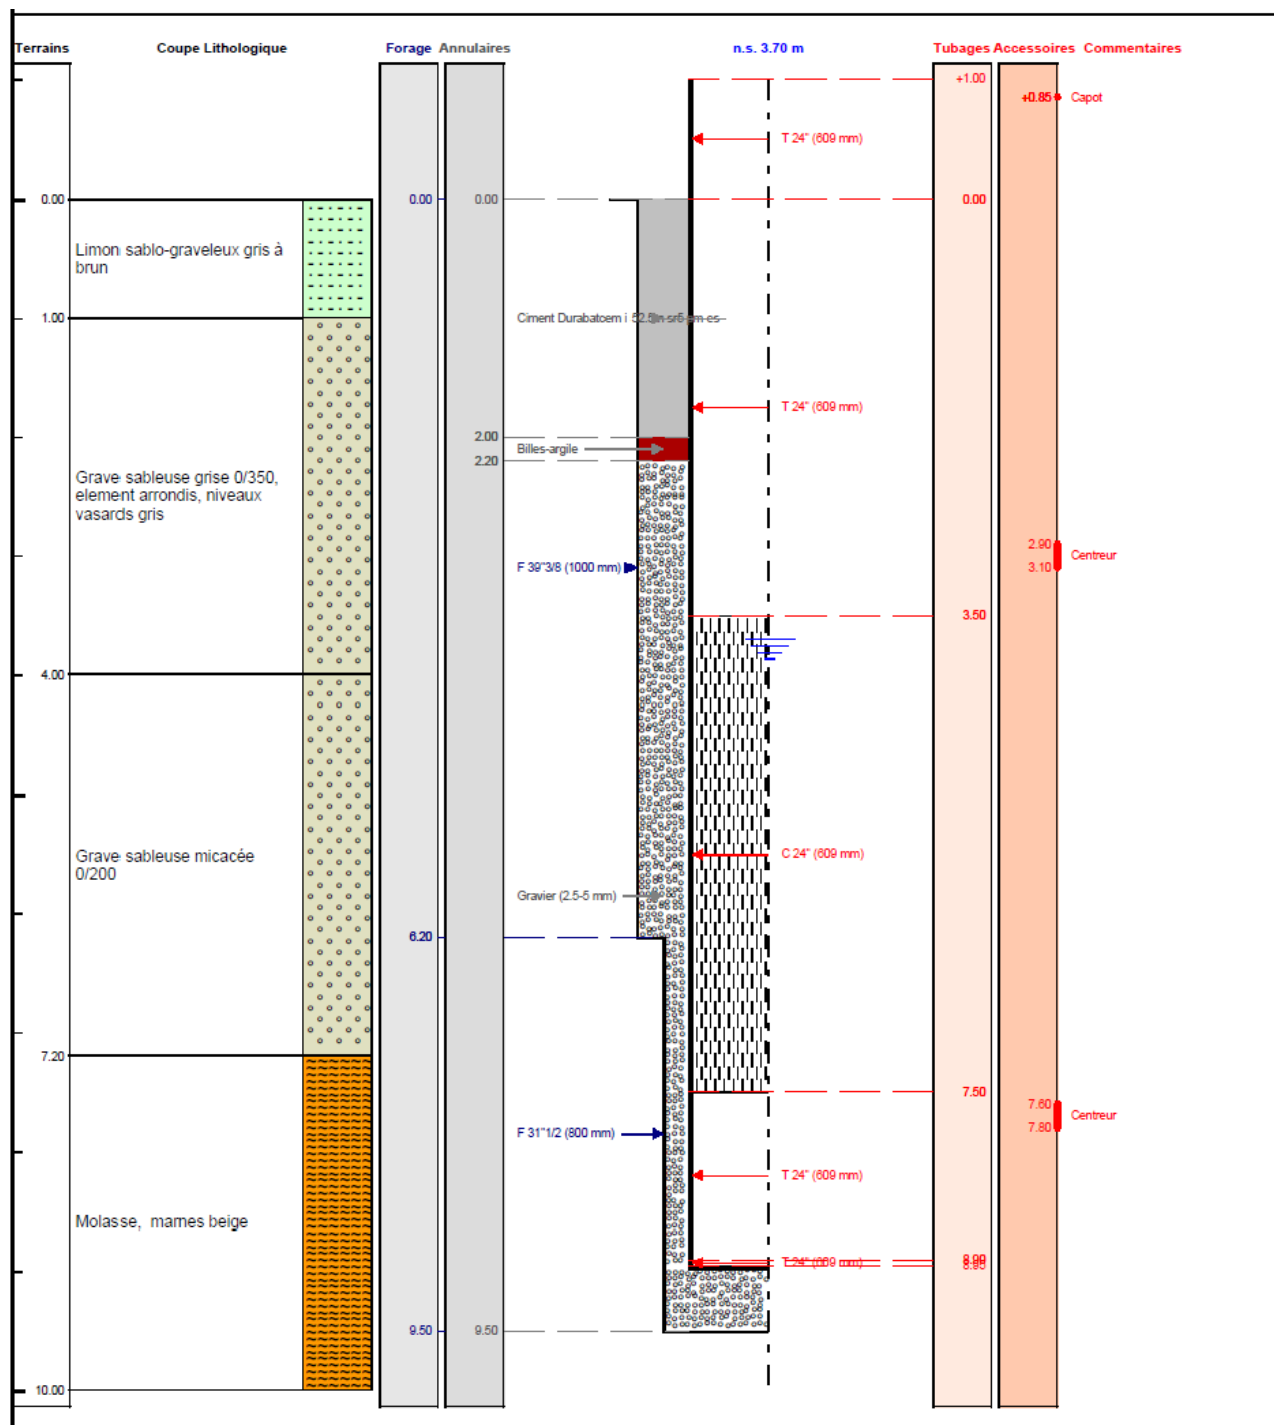 Terrains Coupe Lithologique Forage Annulaires n.s. 3.70 m Tubages Accessoires Commentaires
+1.00
Capot
T 24" (609 mm)
0.00 0.00 0.00 0.00
Limon sablo-graveleux gris à
brun
1.00
Ciment Durabatcem i
T 24" (609 mm)
2.00
Billes-argile
2.20
Grave sableuse grise 0/350,
element arrondis, niveaux
vasards gris
2.90
Centreur
3.10
F 39"3/8 (1000 mm)
3.50
4.00
Grave sableuse micacée
0/200
C 24" (609 mm)
Gravier (2.5-5 mm)
6.20
7.20
7.50
7.60
Centreur
7.80
F 31"1/2 (800 mm)
T 24" (609 mm)
Molasse, marnes beige
T 24" (609 mm)
9.50 9.50
10.00